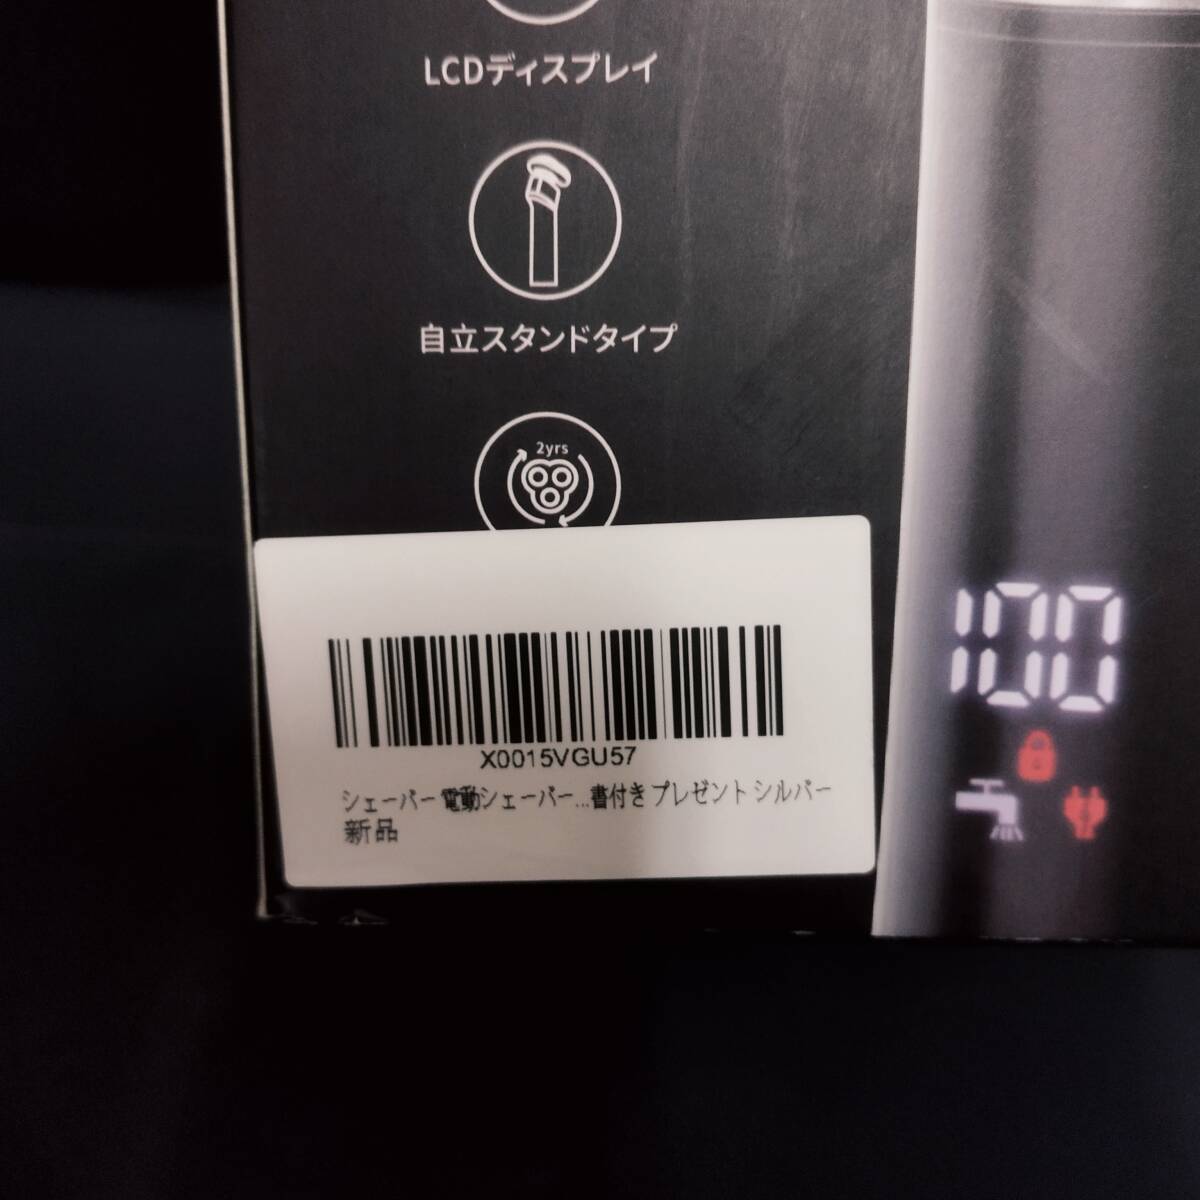 LCDディスプレイ
自立スタンドタイプ
2yrs
100
X0015VGU57
シェーバー 電動シェーバー...書付き プレゼント シルバー
新品